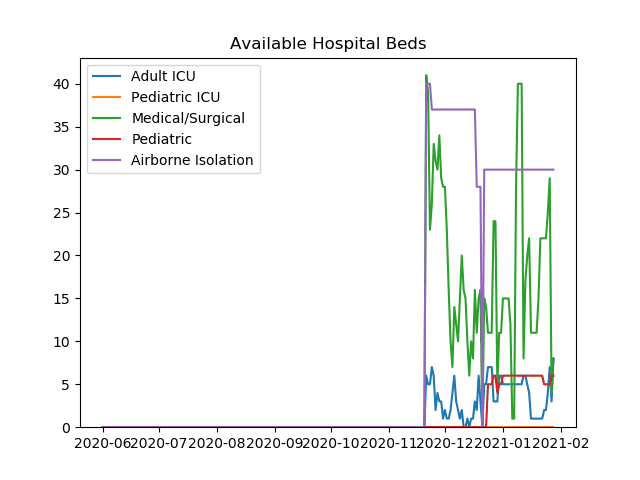 Available Hospital Beds
Adult ICU
Pediatric ICU
Medical/Surgical
Pediatric
Airborne Isolation
40
35
30
25
20
15
10
5
0
2020-06 2020-07 2020-08 2020-09 2020-10 2020-11 2020-12 2021-01 2021-02